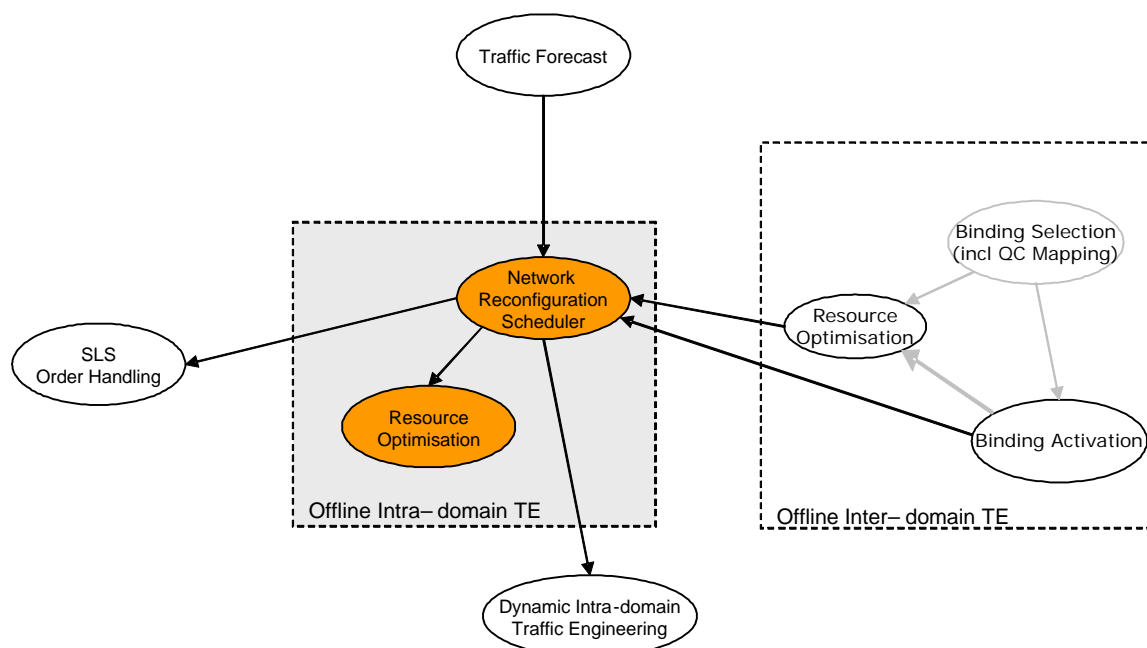 Traffic Forecast
Binding Selection
(incl QC Mapping)
Network
Reconfiguration
Scheduler
Resource
Optimisation
SLS
Order Handling
Resource
Optimisation
Binding Activation
Offline Intra– domain TE
Offline Inter– domain TE
Dynamic Intra-domain
Traffic Engineering